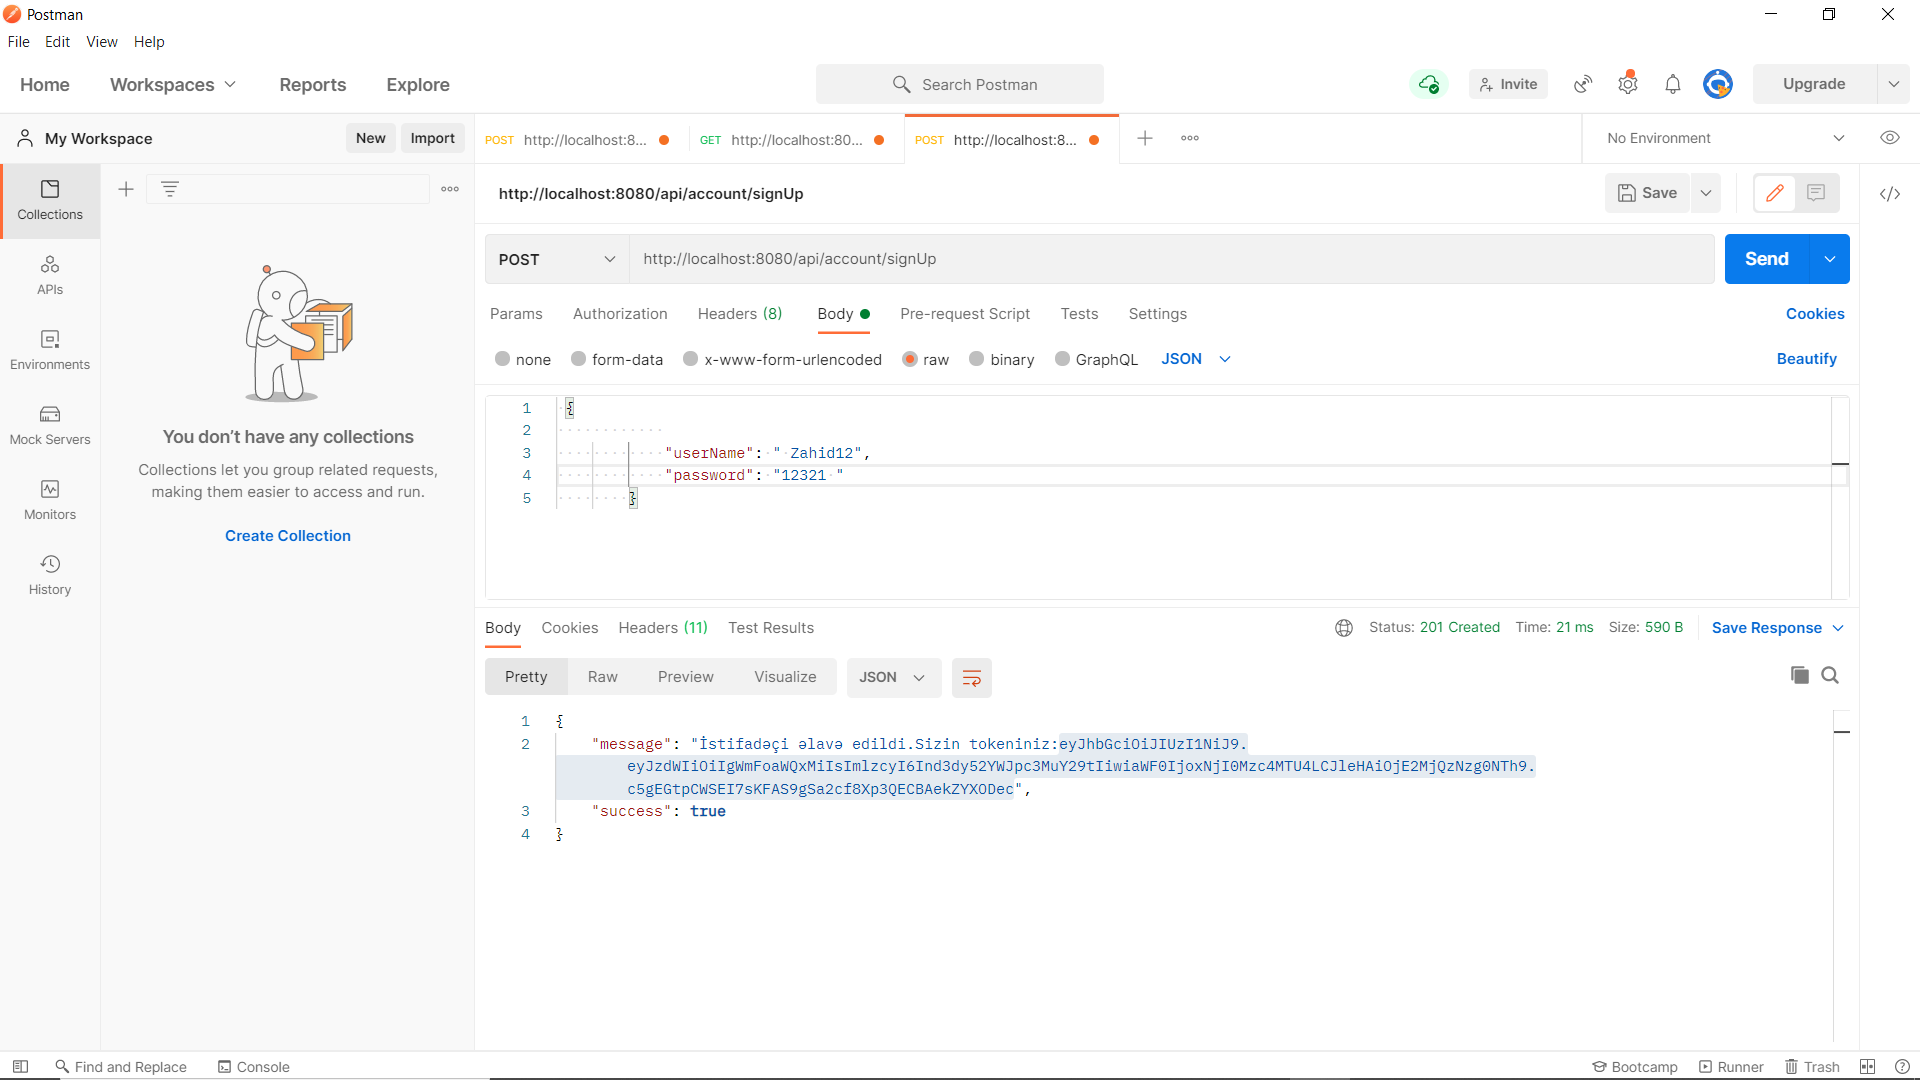 Postman
File Edit View Help
Home Workspaces Reports Explore
Search Postman
Invite
Upgrade
My Workspace
New Import
POST http://localhost:8...
GET http://localhost:80...
POST http://localhost:8...
No Environment
Collections
APIs
Environments
Mock Servers
Monitors
History
You don’t have any collections
Collections let you group related requests,
making them easier to access and run.
Create Collection
http://localhost:8080/api/account/signUp
Save
POST http://localhost:8080/api/account/signUp
Send
Params Authorization Headers (8) Body Pre-request Script Tests Settings Cookies
none form-data x-www-form-urlencoded raw binary GraphQL JSON Beautify
1 {
2
3 "userName": " Zahid12",
4 "password": "12321 "
5 }
Body Cookies Headers (11) Test Results
Status: 201 Created Time: 21 ms Size: 590 B Save Response
Pretty Raw Preview Visualize JSON
1 {
2 "message": "İstifadəçi əlavə edildi.Sizin tokeniniz:eyJhbGciOiJIUzI1NiJ9.
eyJzdWIiOiIgWmFoaWQxMiIsImlzcyI6Ind3dy52YWJpc3MuY29tIiwiaWF0IjoxNjI0Mzc4MTU4LCJleHAiOjE2MjQzNzg0NTh9.
c5gEGtpCWSEI7sKFAS9gSa2cf8Xp3QECBAekZYXODec",
3 "success": true
4 }
Find and Replace Console
Bootcamp Runner Trash